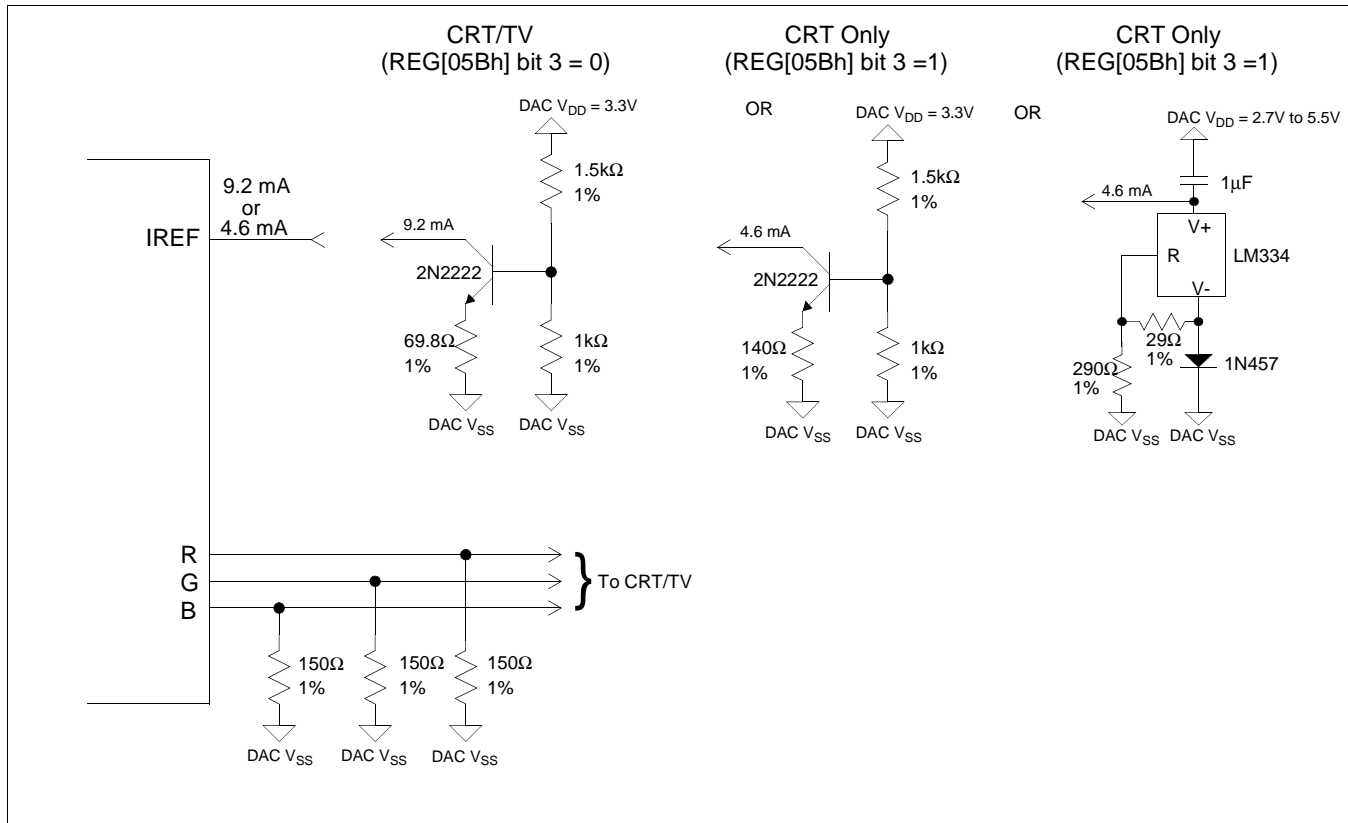 CRT/TV
(REG[05Bh] bit 3 = 0)
CRT Only
(REG[05Bh] bit 3 =1)
CRT Only
(REG[05Bh] bit 3 =1)
DAC VDD = 3.3V
OR
DAC VDD = 3.3V
OR
DAC VDD = 2.7V to 5.5V
1.5kΩ
1%
1.5kΩ
1%
1μF
9.2 mA
or
4.6 mA
IREF
9.2 mA
2N2222
69.8Ω
1%
1kΩ
1%
DAC VSS
DAC VSS
4.6 mA
2N2222
140Ω
1%
1kΩ
1%
DAC VSS
DAC VSS
4.6 mA
V+
R
LM334
V-
29Ω
1%
290Ω
1%
1N457
DAC VSS
DAC VSS
R
G
B
} To CRT/TV
150Ω
1%
150Ω
1%
150Ω
1%
DAC VSS
DAC VSS
DAC VSS